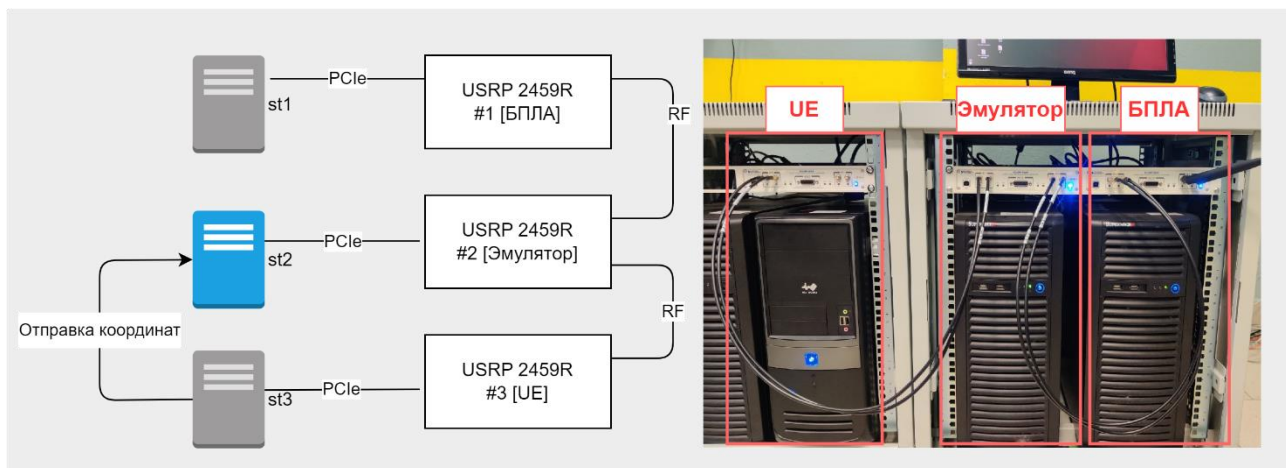 st1
PCIe
USRP 2459R
#1 [БПЛА]
RF
st2
PCIe
USRP 2459R
#2 [Эмулятор]
RF
Отправка координат
st3
PCIe
USRP 2459R
#3 [UE]
UE
Эмулятор
БПЛА